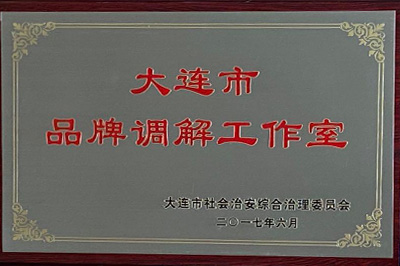 大连市
品牌调解工作室
大连市社会治安综合治理委员会
二〇一七年六月